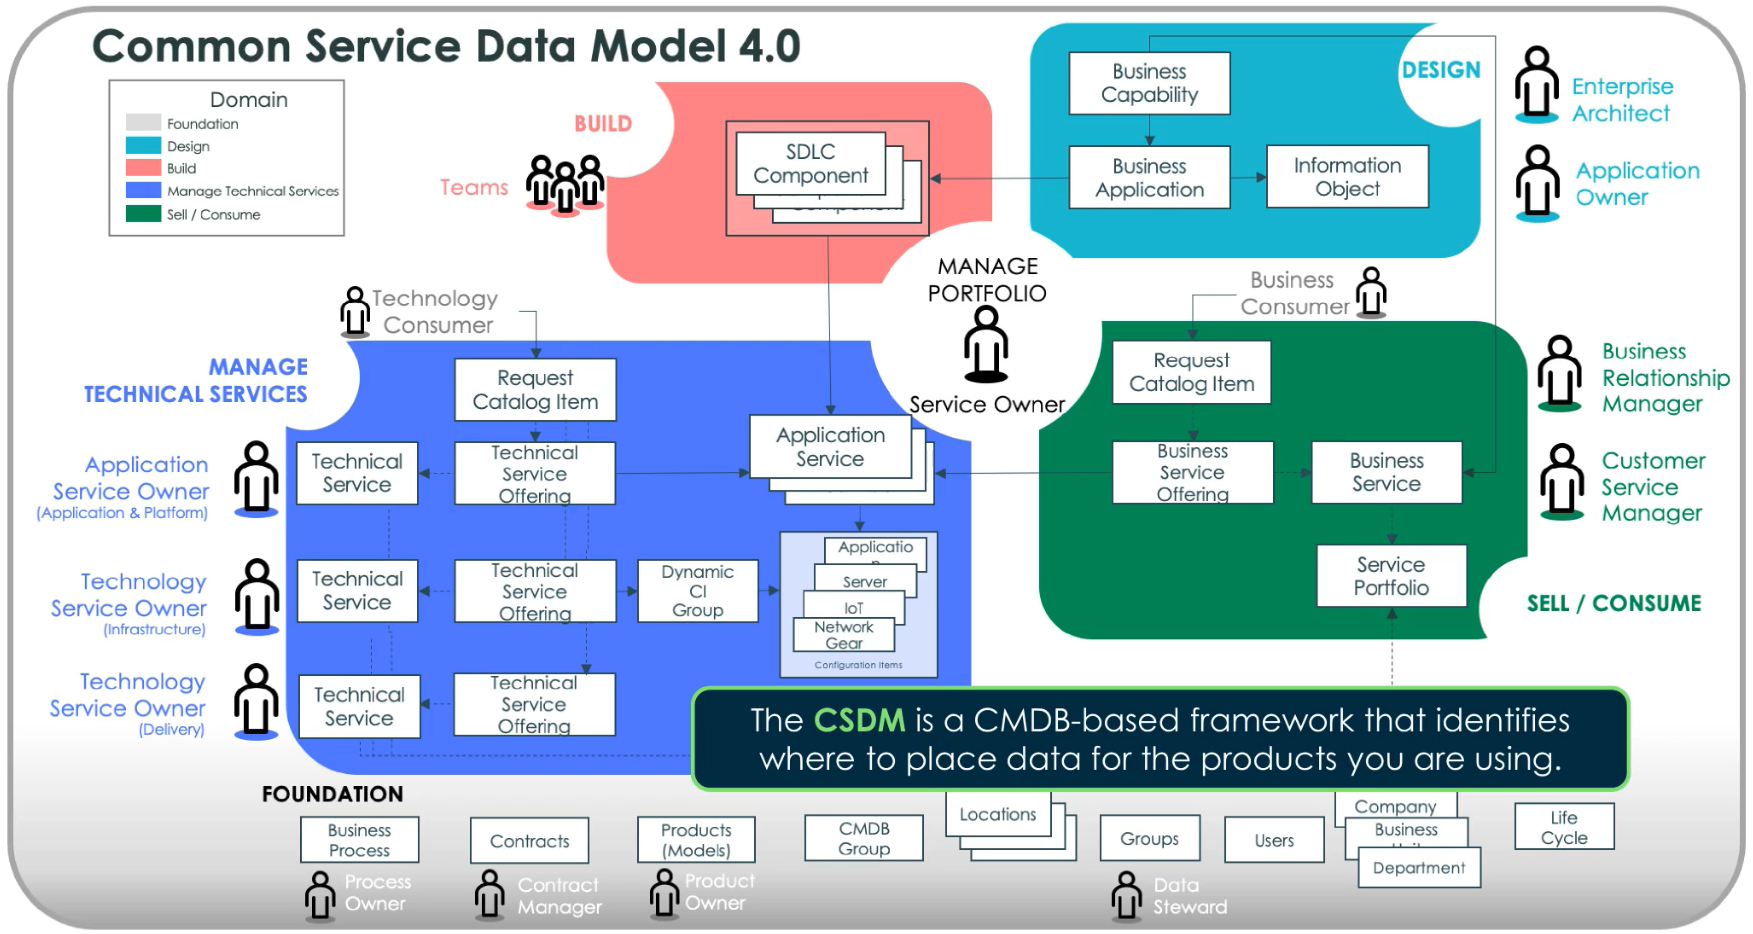 Common Service Data Model 4.0
Domain
Foundation
Design
Build
Manage Technical Services
Sell / Consume
BUILD
Teams
SDLC
Component
DESIGN
Business
Capability
Business
Application
Information
Object
Enterprise
Architect
Application
Owner
MANAGE
PORTFOLIO
Service Owner
Technology
Consumer
MANAGE
TECHNICAL SERVICES
Request
Catalog Item
Application
Service Owner
(Application & Platform)
Technical
Service
Technical
Service
Offering
Application
Service
Technology
Service Owner
(Infrastructure)
Technical
Service
Technical
Service
Offering
Dynamic
CI
Group
Applicatio
Server
IoT
Network
Gear
Configuration Items
Technology
Service Owner
(Delivery)
Technical
Service
Technical
Service
Offering
Business
Consumer
Request
Catalog Item
Business
Service
Offering
Business
Service
Service
Portfolio
Business
Relationship
Manager
Customer
Service
Manager
SELL / CONSUME
The CSDM is a CMDB-based framework that identifies
where to place data for the products you are using.
FOUNDATION
Business
Process
Contracts
Products
(Models)
CMDB
Group
Locations
Groups
Users
Company
Business
Department
Life
Cycle
Process
Owner
Contract
Manager
Product
Owner
Data
Steward